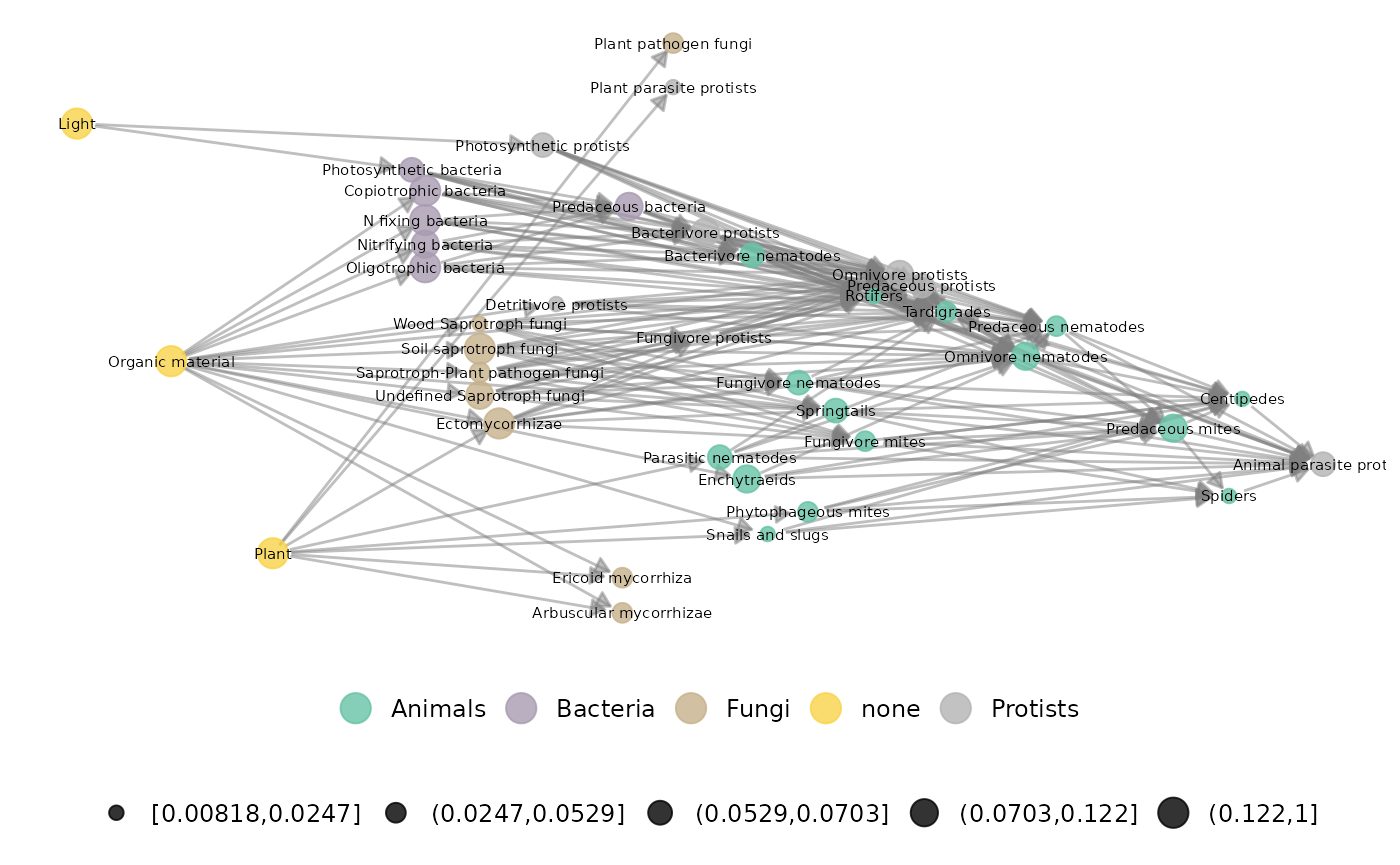 Plant pathogen fungi
Plant parasite protists
Light
Photosynthetic protists
Photosynthetic bacteria
Copiotrophic bacteria
Predaceous bacteria
N fixing bacteria
Bacterivore protists
Nitrifying bacteria
Bacterivore nematodes
Oligotrophic bacteria
Omnivore protists
Predaceous protists
Rotifers
Detritivore protists
Tardigrades
Wood Saprotroph fungi
Predaceous nematodes
Fungivore protists
Soil saprotroph fungi
Omnivore nematodes
Organic material
Saprotroph-Plant pathogen fungi
Fungivore nematodes
Undefined Saprotroph fungi
Centipedes
Springtails
Ectomycorrhizae
Predaceous mites
Fungivore mites
Parasitic nematodes
Animal parasite prot
Enchytraeids
Spiders
Phytophageous mites
Snails and slugs
Plant
Ericoid mycorrhiza
Arbuscular mycorrhizae
Animals Bacteria Fungi none Protists
[0.00818,0.0247] (0.0247,0.0529] (0.0529,0.0703] (0.0703,0.122] (0.122,1]